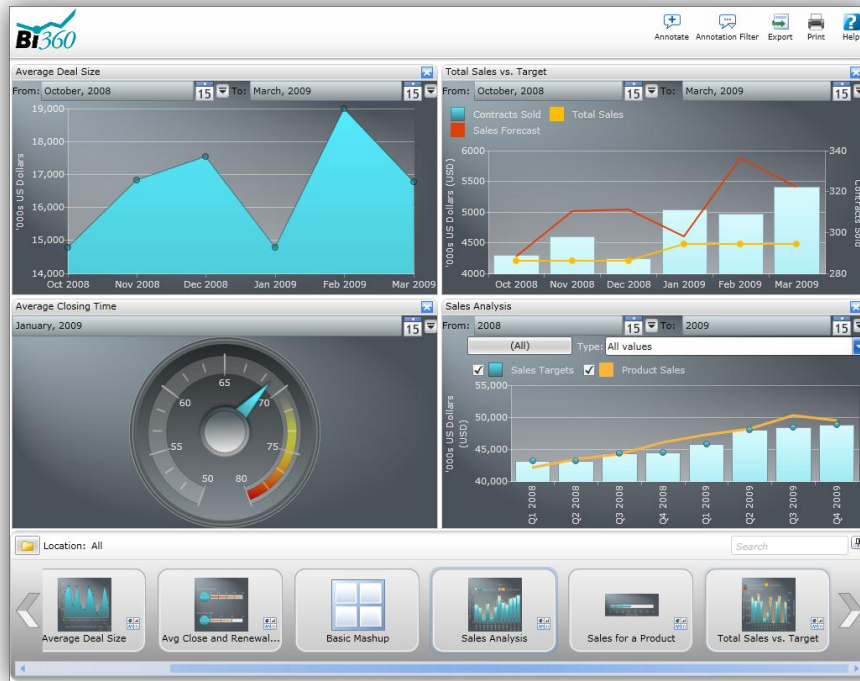 Bi360
Annotate Annotation Filter Export Print Help
Average Deal Size
From: October, 2008 15 To: March, 2009 15
19,000
18,000
17,000
16,000
15,000
14,000
'000s US Dollars
Oct 2008 Nov 2008 Dec 2008 Jan 2009 Feb 2009 Mar 2009
Total Sales vs. Target
From: October, 2008 15 To: March, 2009 15
Contracts Sold Total Sales
Sales Forecast
6000 340
5500 320
5000
4500 300
4000 280
'000s US Dollars (USD)
Contracts Sold
Oct 2008 Nov 2008 Dec 2008 Jan 2009 Feb 2009 Mar 2009
Average Closing Time
January, 2009 15
50 55 60 65 70 75 80
Sales Analysis
From: 2008 15 To: 2009 15
(All) Type: All values
Sales Targets Product Sales
55,000
50,000
45,000
40,000
'000s US Dollars
(USD)
Q1 2008 Q2 2008 Q3 2008 Q4 2008 Q1 2009 Q2 2009 Q3 2009 Q4 2009
Location: All Search
Average Deal Size Avg Close and Renewal... Basic Mashup Sales Analysis Sales for a Product Total Sales vs. Target